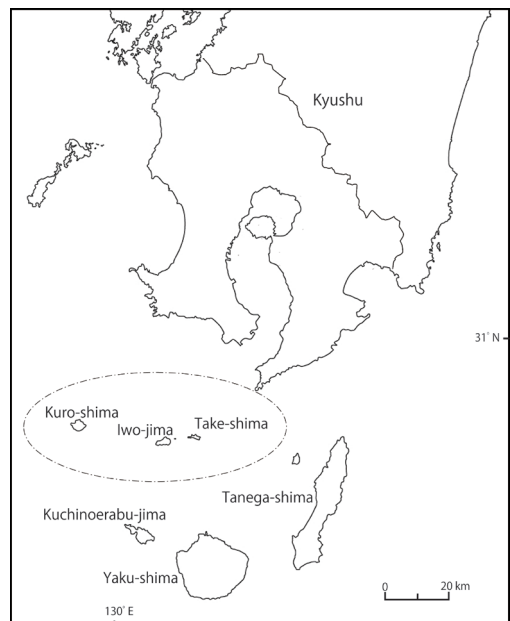 Kyushu
31° N
Kuro-shima
Iwo-jima
Take-shima
Tanega-shima
Kuchinoerabu-jima
Yaku-shima
0 20 km
130° E